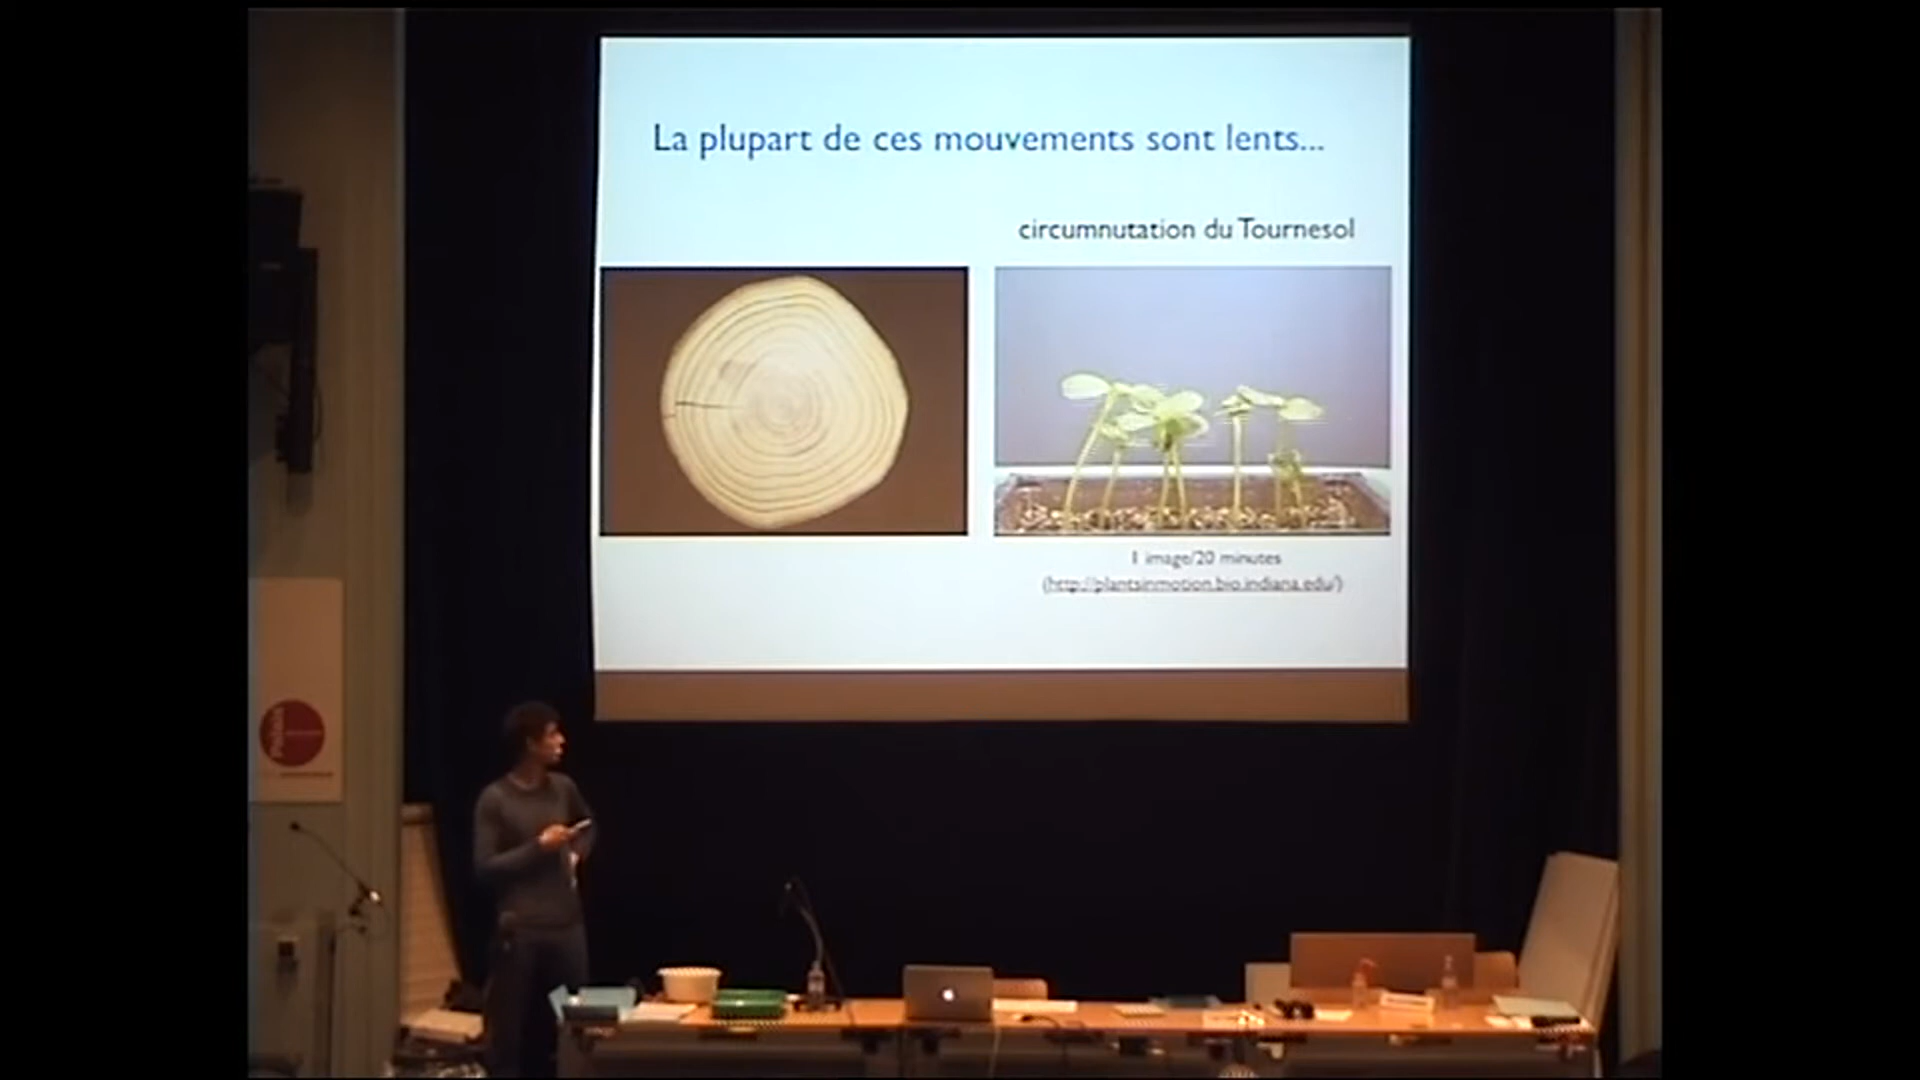 La plupart de ces mouvements sont lents...
circumnutation du Tournesol
1 image/20 minutes
(http://plantsinmotion.bio.indiana.edu/)